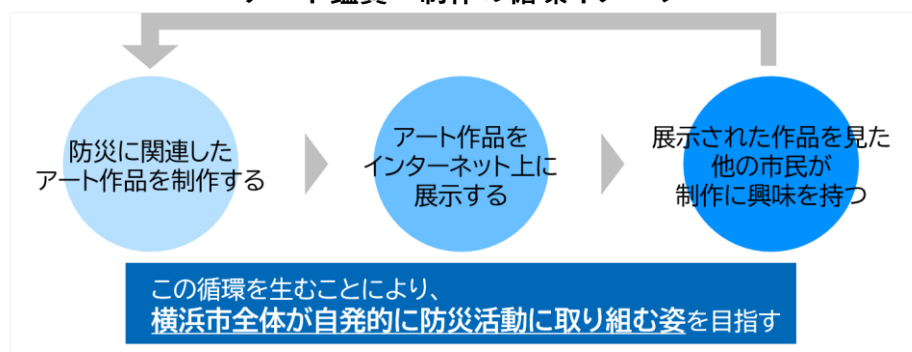 防災に関連した
アート作品を制作する
アート作品を
インターネット上に
展示する
展示された作品を見た
他の市民が
制作に興味を持つ
この循環を生むことにより、
横浜市全体が自発的に防災活動に取り組む姿を目指す